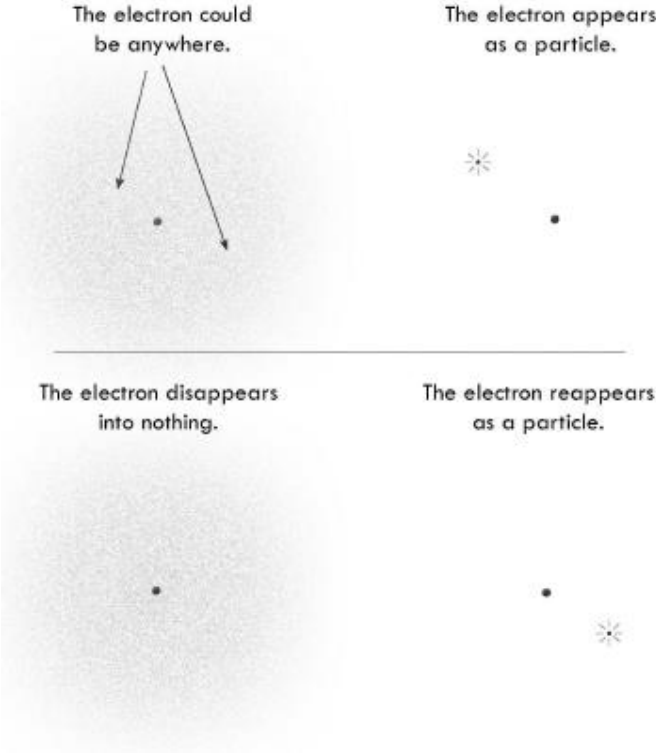 The electron could
be anywhere.
The electron appears
as a particle.
The electron disappears
into nothing.
The electron reappears
as a particle.